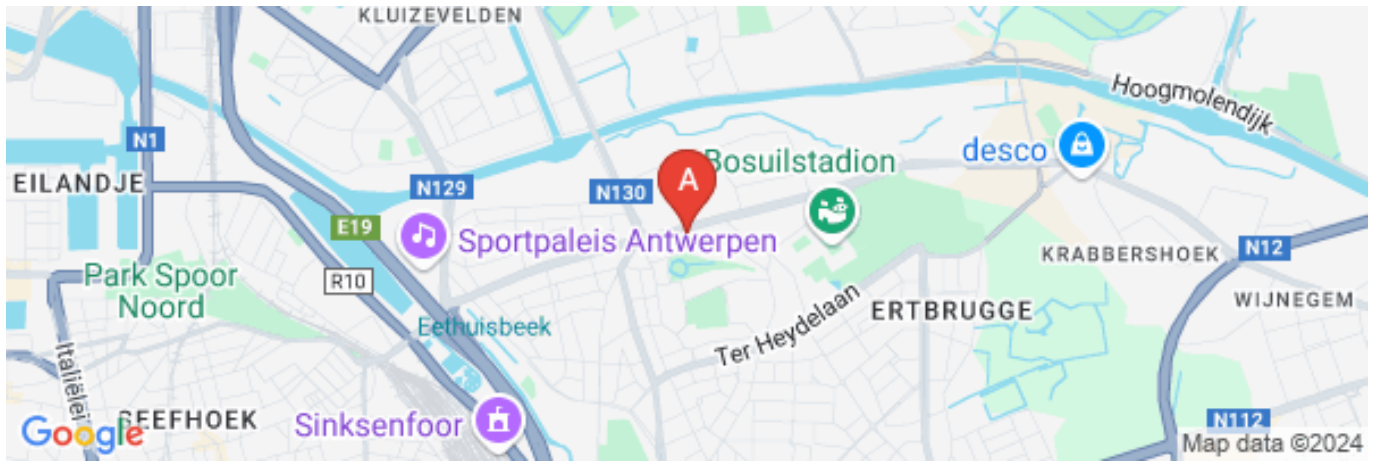 KLUIZEVELDEN
Hoogmolendijk
N1
desco
Bosuilstadion
EILANDJE
N129
N130
A
E19
Sportpaleis Antwerpen
KRABBERSHOEK
N12
Park Spoor
Noord
R10
WIJNEGEM
ERTBRUGGE
Eethuisbeek
Ter Heydelaan
Italiëlei
SEEFHOEK
Sinksenfoor
N112
Google
Map data ©2024